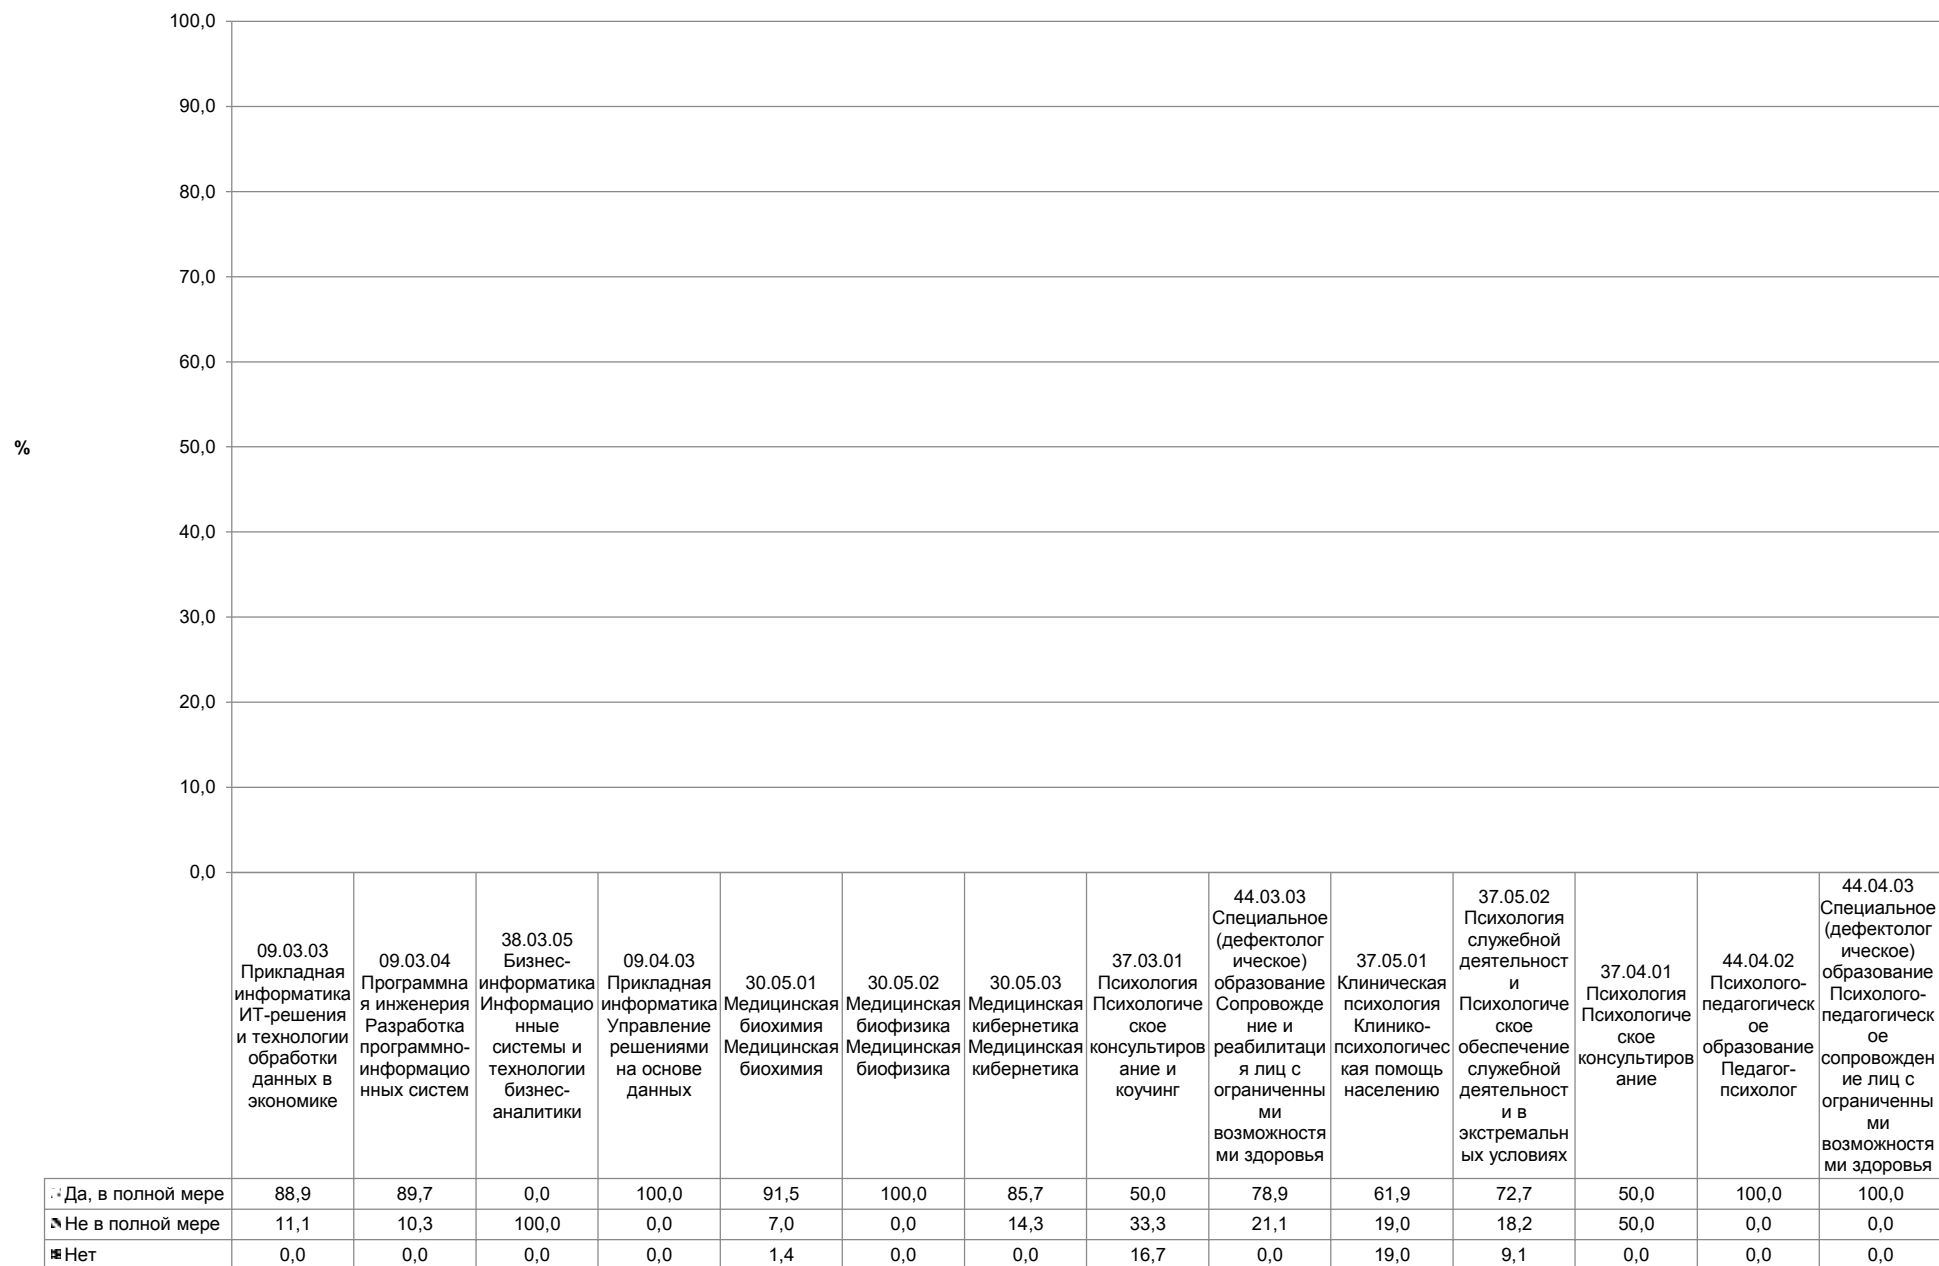 100,0
90,0
80,0
70,0
60,0
%
50,0
40,0
30,0
20,0
10,0
0,0
09.03.03
Прикладная
информатика
ИТ-решения
и технологии
обработки
данных в
экономике
09.03.04
Программна
я инженерия
Разработка
программно-
информацио
нных систем
38.03.05
Бизнес-
информатика
Информацио
нные
системы и
технологии
бизнес-
аналитики
09.04.03
Прикладная
информатика
Управление
решениями
на основе
данных
30.05.01
Медицинская
биохимия
Медицинская
биохимия
30.05.02
Медицинская
биофизика
Медицинская
биофизика
30.05.03
Медицинская
кибернетика
Медицинская
кибернетика
37.03.01
Психология
Психологиче
ское
консультиров
ание и
коучинг
44.03.03
Специальное
(дефектолог
ическое)
образование
Сопровожде
ние и
реабилитаци
я лиц с
ограниченны
ми
возможностя
ми здоровья
37.05.01
Клиническая
психология
Клинико-
психологичес
кая помощь
населению
37.05.02
Психология
служебной
деятельност
и
Психологиче
ское
обеспечение
служебной
деятельност
и в
экстремальн
ых условиях
37.04.01
Психология
Психологиче
ское
консультиров
ание
44.04.02
Психолого-
педагогическ
ое
образование
Педагог-
психолог
44.04.03
Специальное
(дефектолог
ическое)
образование
Психолого-
педагогическ
ое
сопровожден
ие лиц с
ограниченны
ми
возможностя
ми здоровья
Да, в полной мере 88,9 89,7 0,0 100,0 91,5 100,0 85,7 50,0 78,9 61,9 72,7 50,0 100,0 100,0
Не в полной мере 11,1 10,3 100,0 0,0 7,0 0,0 14,3 33,3 21,1 19,0 18,2 50,0 0,0 0,0
Нет 0,0 0,0 0,0 0,0 1,4 0,0 0,0 16,7 0,0 19,0 9,1 0,0 0,0 0,0